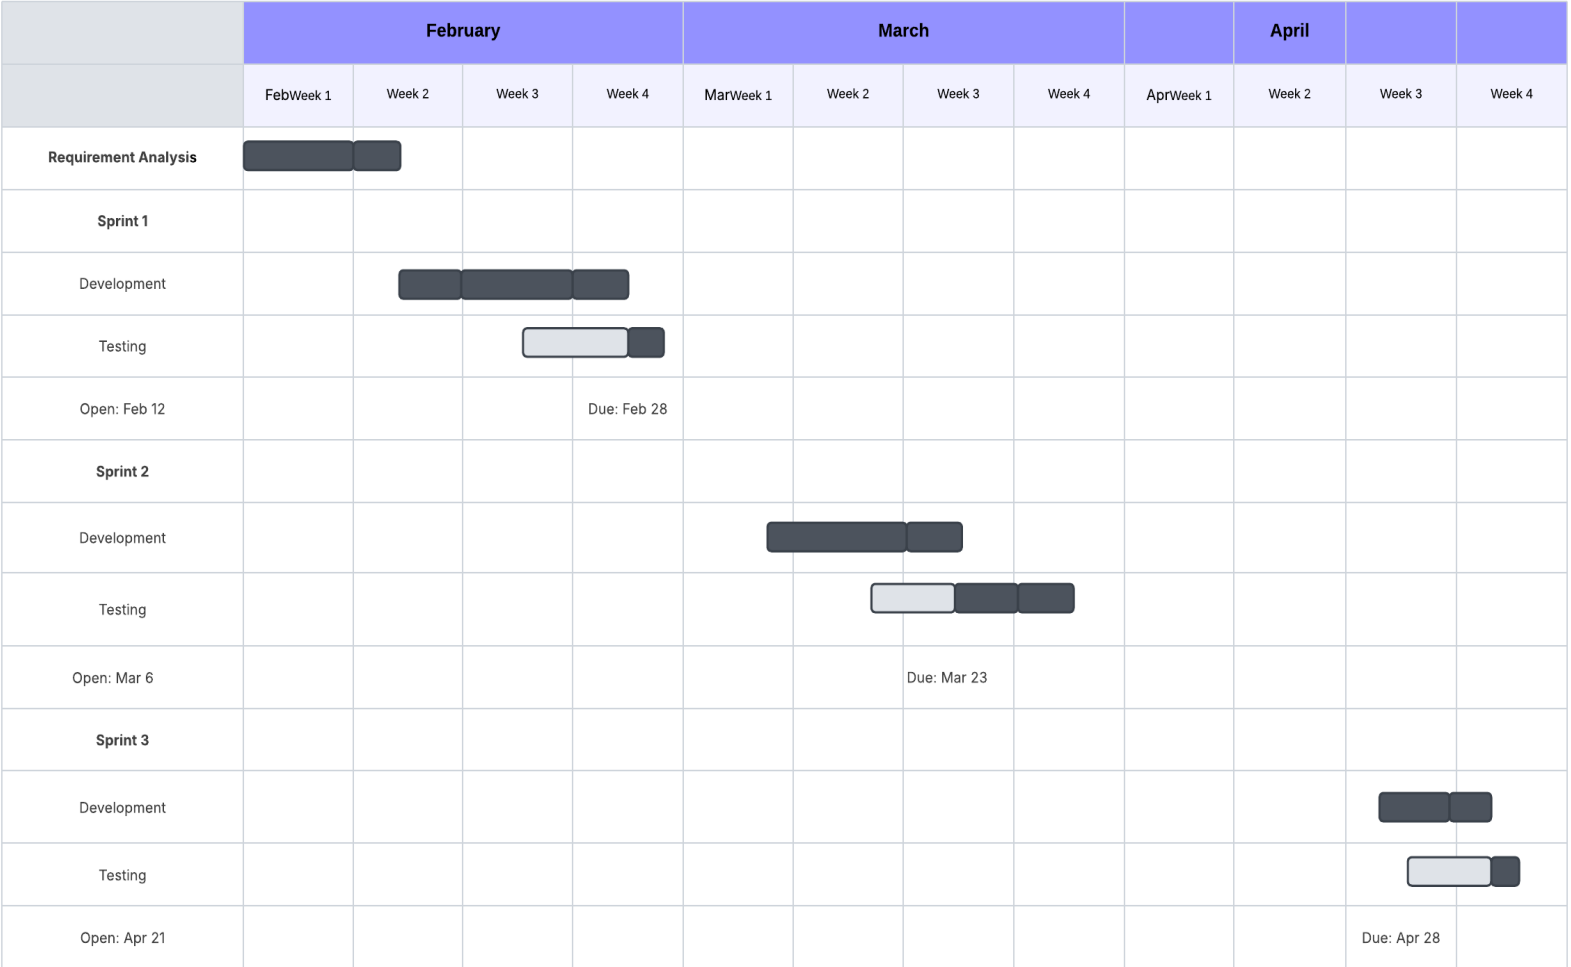 February March April
FebWeek 1 Week 2 Week 3 Week 4 MarWeek 1 Week 2 Week 3 Week 4 AprWeek 1 Week 2 Week 3 Week 4
Requirement Analysis
Sprint 1
Development
Testing
Open: Feb 12 Due: Feb 28
Sprint 2
Development
Testing
Open: Mar 6 Due: Mar 23
Sprint 3
Development
Testing
Open: Apr 21 Due: Apr 28